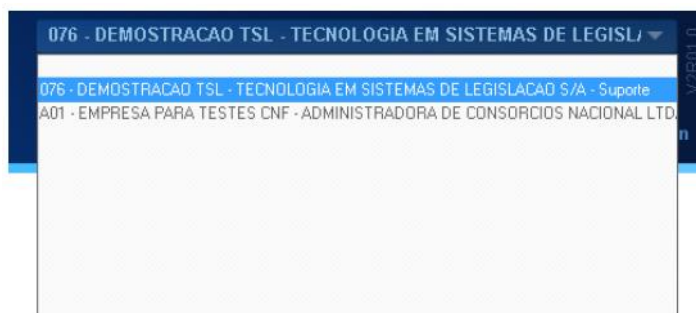 076 - DEMOSTRACAO TSL - TECNOLOGIA EM SISTEMAS DE LEGISL
076 - DEMOSTRACAO TSL - TECNOLOGIA EM SISTEMAS DE LEGISLACAO S/A - Suporte
A01 - EMPRESA PARA TESTES CNF - ADMINISTRADORA DE CONSORCIOS NACIONAL LTD
n